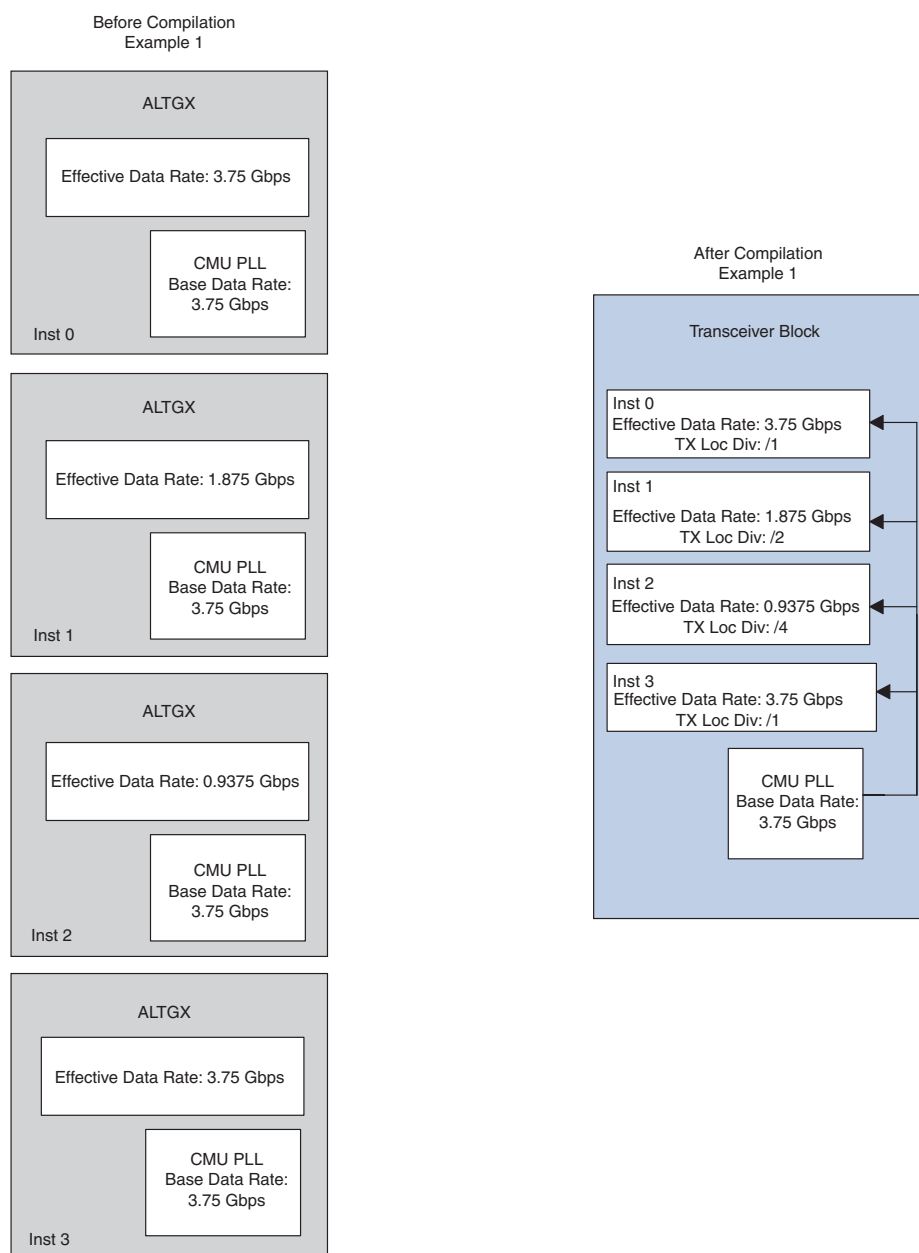 Before Compilation
Example 1
ALTGX
Effective Data Rate: 3.75 Gbps
CMU PLL
Base Data Rate:
3.75 Gbps
Inst 0
ALTGX
Effective Data Rate: 1.875 Gbps
CMU PLL
Base Data Rate:
3.75 Gbps
Inst 1
ALTGX
Effective Data Rate: 0.9375 Gbps
CMU PLL
Base Data Rate:
3.75 Gbps
Inst 2
ALTGX
Effective Data Rate: 3.75 Gbps
CMU PLL
Base Data Rate:
3.75 Gbps
Inst 3
After Compilation
Example 1
Transceiver Block
Inst 0
Effective Data Rate: 3.75 Gbps
TX Loc Div: /1
Inst 1
Effective Data Rate: 1.875 Gbps
TX Loc Div: /2
Inst 2
Effective Data Rate: 0.9375 Gbps
TX Loc Div: /4
Inst 3
Effective Data Rate: 3.75 Gbps
TX Loc Div: /1
CMU PLL
Base Data Rate:
3.75 Gbps